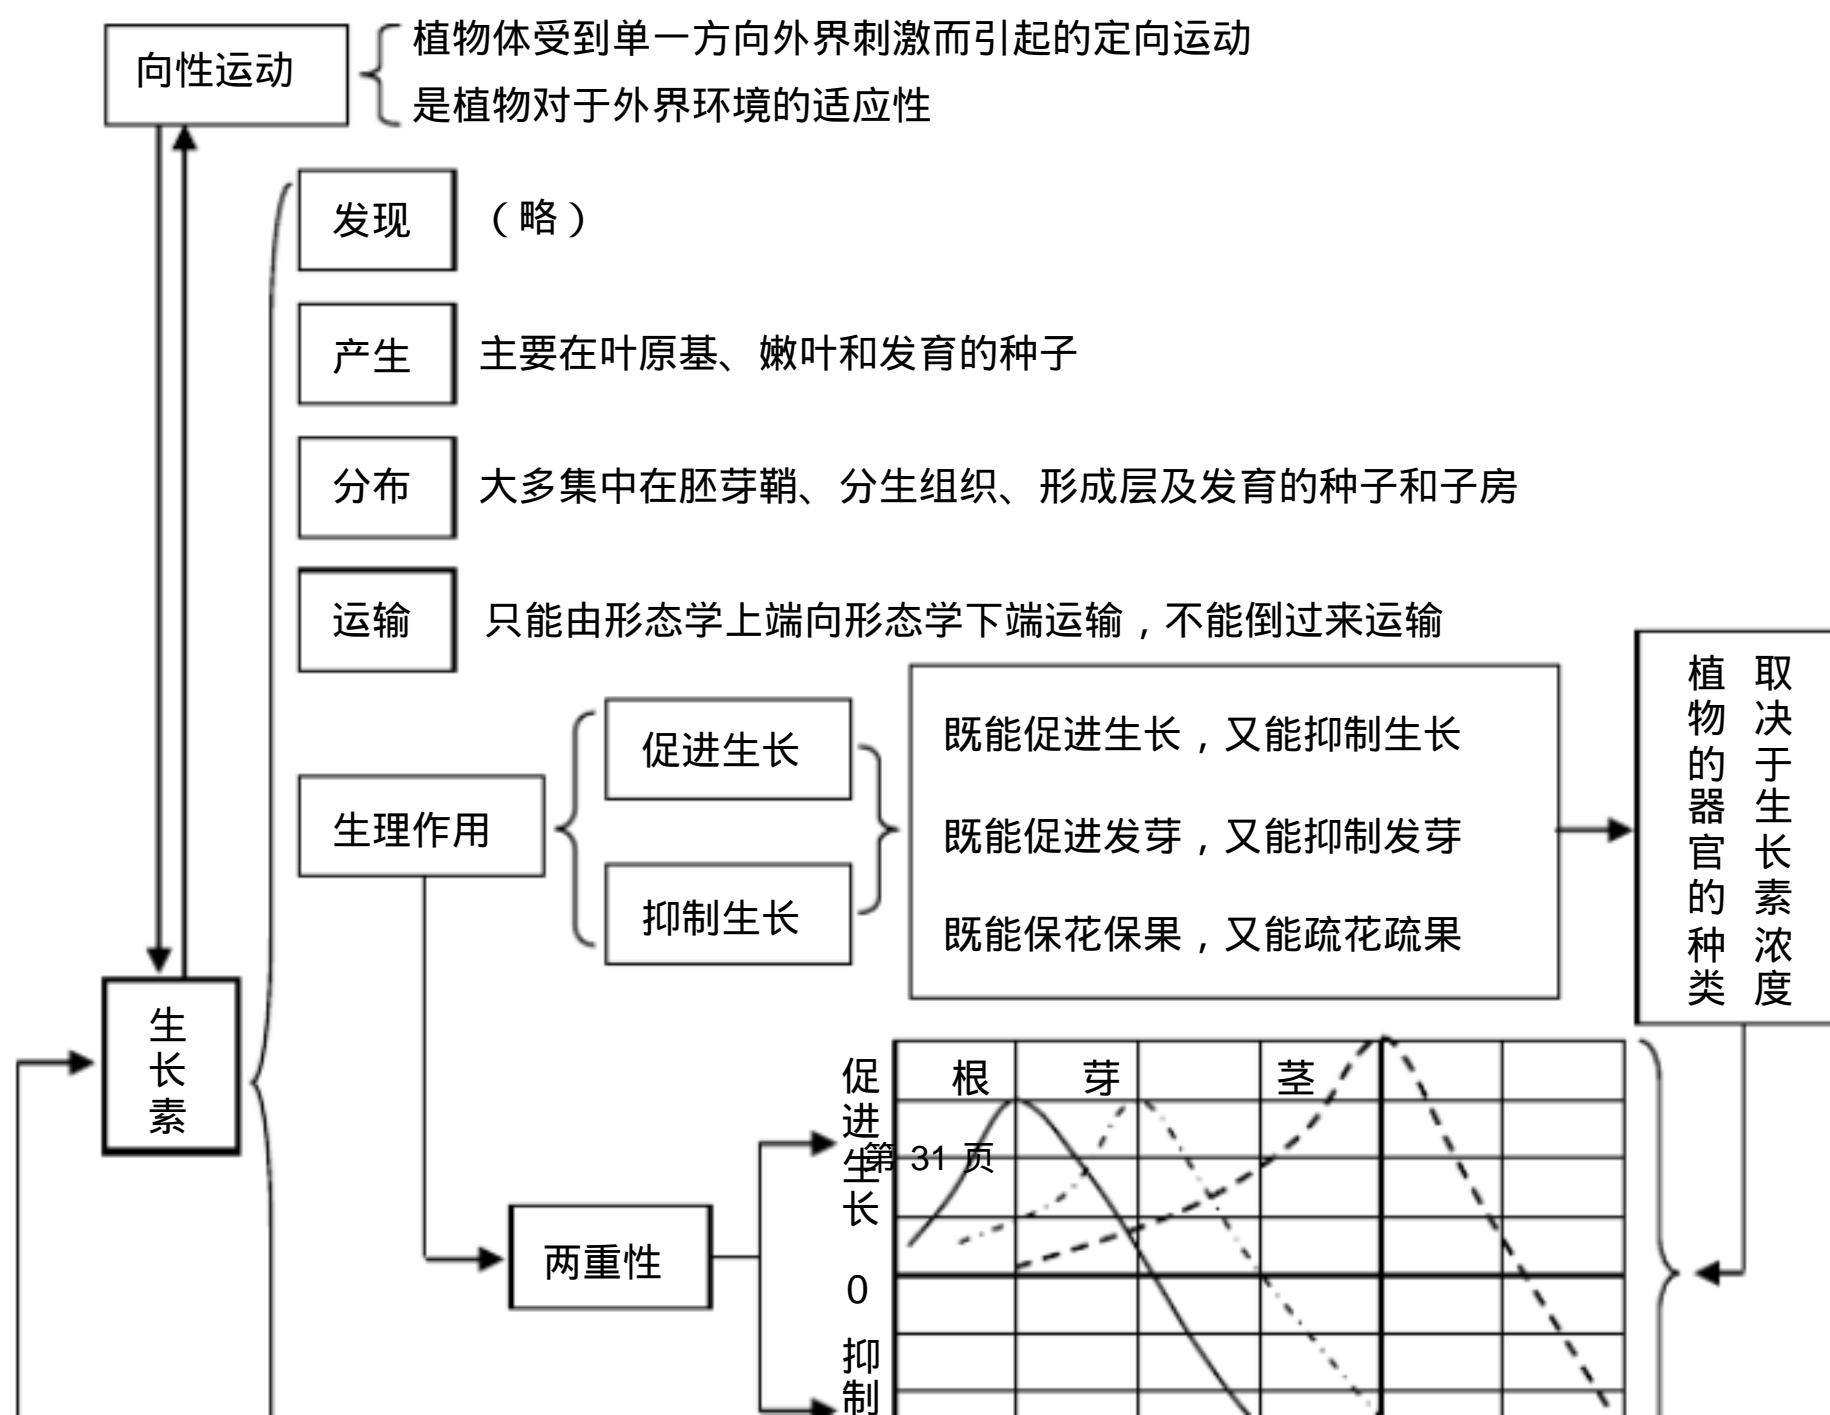 向性运动
植物体受到单一方向外界刺激而引起的定向运动
是植物对于外界环境的适应性
发现
（略）
产生
主要在叶原基、嫩叶和发育的种子
分布
大多集中在胚芽鞘、分生组织、形成层及发育的种子和子房
运输
只能由形态学上端向形态学下端运输，不能倒过来运输
生理作用
促进生长
抑制生长
既能促进生长，又能抑制生长
既能促进发芽，又能抑制发芽
既能保花保果，又能疏花疏果
取决于生长素浓度
植物的器官的种类
生长素
两重性
促进生长
0
抑制
根
芽
茎
第 31 页